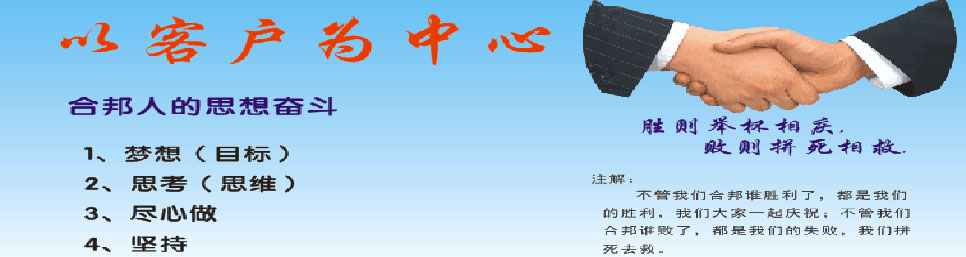 以客户为中心
合邦人的思想奋斗
1、梦想（目标）
2、思考（思维）
3、尽心做
4、坚持
胜则举杯相庆，
败则拼死相救.
注解：
不管我们合邦谁胜利了，都是我们
的胜利，我们大家一起庆祝；不管我们
合邦谁败了，都是我们的失败，我们拼
死去救。